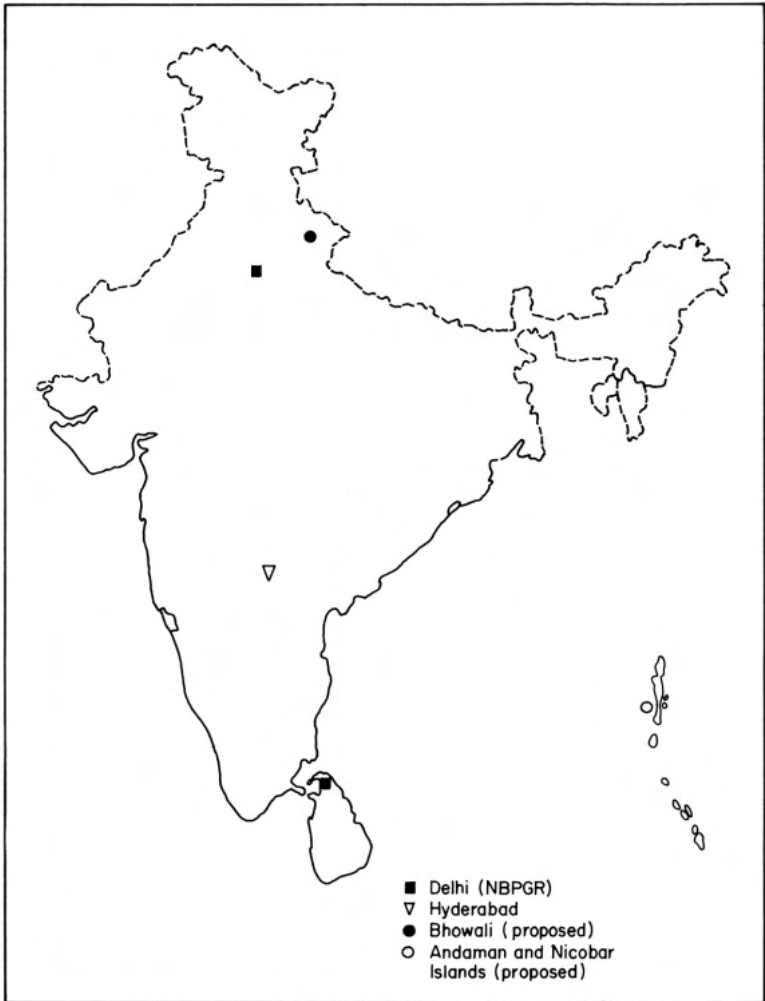 Delhi (NBPGR)
Hyderabad
Bhowali (proposed)
Andaman and Nicobar
Islands (proposed)